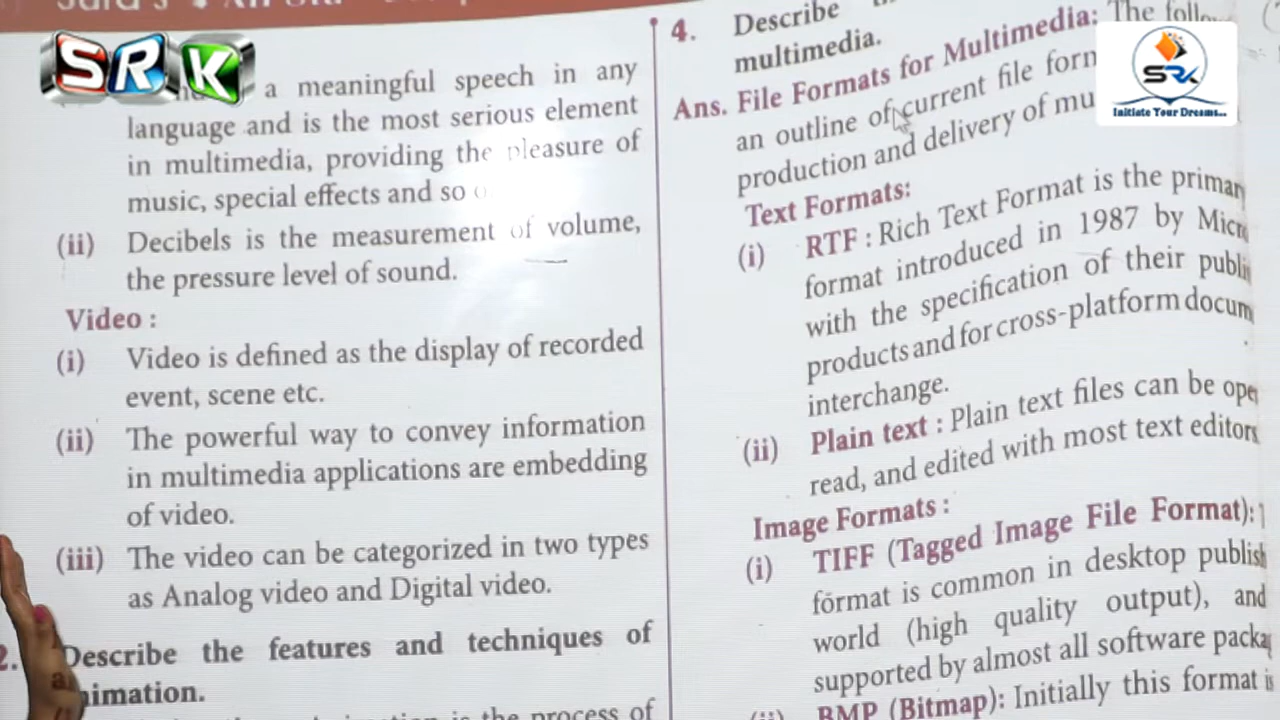 SRK
a meaningful speech in any
language and is the most serious element
in multimedia, providing the pleasure of
music, special effects and so
(ii) Decibels is the measurement of volume,
the pressure level of sound.
Video :
(i) Video is defined as the display of recorded
event, scene etc.
(ii) The powerful way to convey information
in multimedia applications are embedding
of video.
(iii) The video can be categorized in two types
as Analog video and Digital video.
Describe the features and techniques of
animation.
is the process of
4. Describe
multimedia.
Ans. File Formats for Multimedia: The
an outline of current file
production and delivery of
Text Formats:
(i) RTF : Rich Text Format is the
format introduced in 1987 by
with the specification of their
products and for cross-platform
interchange.
(ii) Plain text : Plain text files can be
read, and edited with most text
Image Formats :
(i) TIFF (Tagged Image File Format):
format is common in desktop
world (high quality output), and
supported by almost all software
BMP (Bitmap): Initially this format
SRK
Initiate Your Dreams...